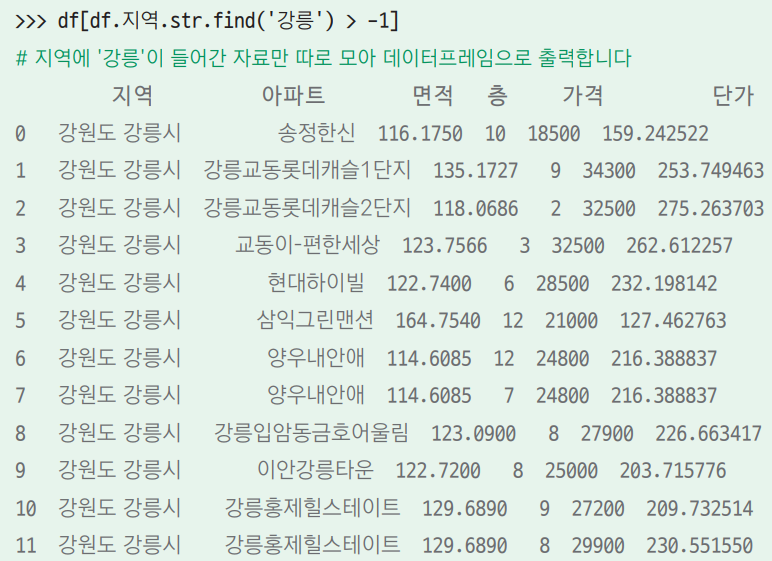 >>> df[df.지역.str.find('강릉') > -1]
# 지역에 '강릉'이 들어간 자료만 따로 모아 데이터프레임으로 출력합니다
지역 아파트 면적 층 가격 단가
0 강원도 강릉시 송정한신 116.1750 10 18500 159.242522
1 강원도 강릉시 강릉교동롯데캐슬1단지 135.1727 9 34300 253.749463
2 강원도 강릉시 강릉교동롯데캐슬2단지 118.0686 2 32500 275.263703
3 강원도 강릉시 교동이-편한세상 123.7566 3 32500 262.612257
4 강원도 강릉시 현대하이빌 122.7400 6 28500 232.198142
5 강원도 강릉시 삼익그린맨션 164.7540 12 21000 127.462763
6 강원도 강릉시 양우내안애 114.6085 12 24800 216.388837
7 강원도 강릉시 양우내안애 114.6085 7 24800 216.388837
8 강원도 강릉시 강릉입암동금호어울림 123.0900 8 27900 226.663417
9 강원도 강릉시 이안강릉타운 122.7200 8 25000 203.715776
10 강원도 강릉시 강릉홍제힐스테이트 129.6890 9 27200 209.732514
11 강원도 강릉시 강릉홍제힐스테이트 129.6890 8 29900 230.551550